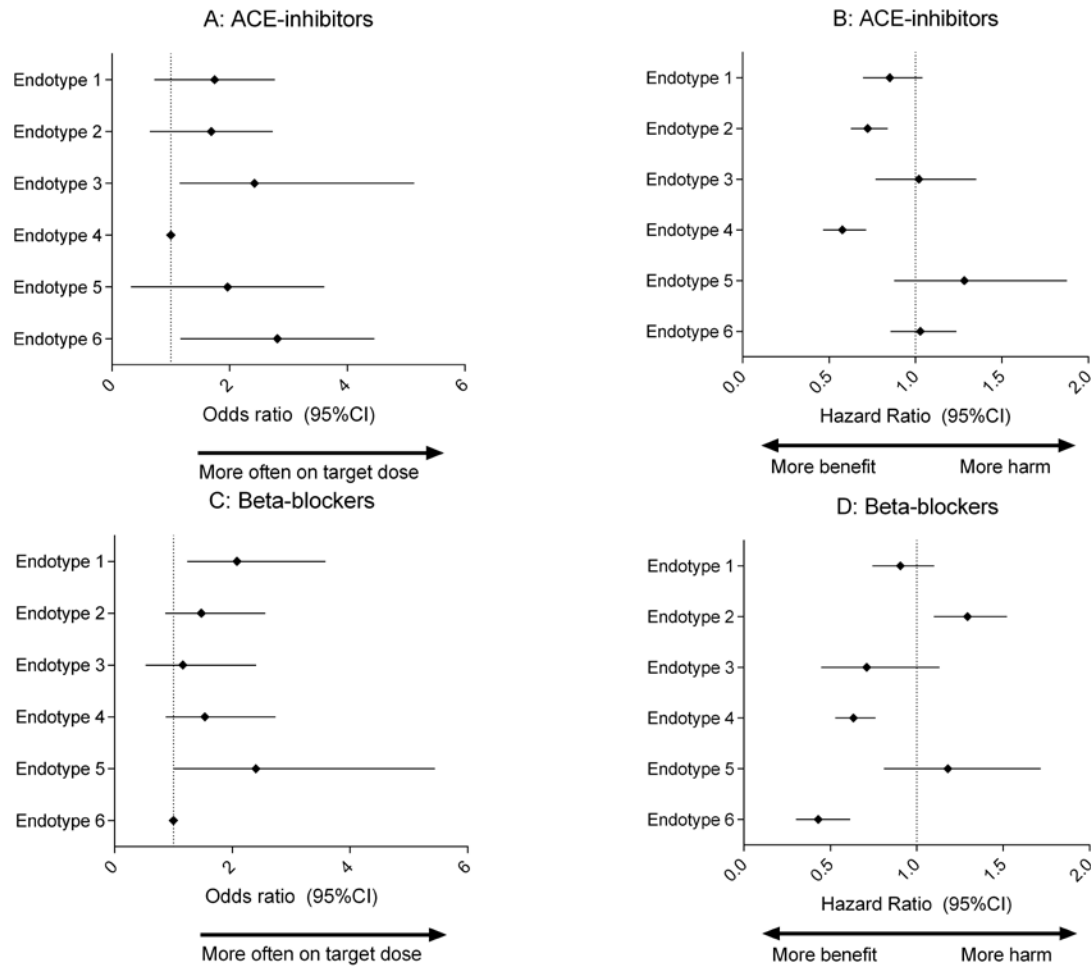 A: ACE-inhibitors
Endotype 1
Endotype 2
Endotype 3
Endotype 4
Endotype 5
Endotype 6
0
2
4
6
Odds ratio (95%CI)
More often on target dose
B: ACE-inhibitors
Endotype 1
Endotype 2
Endotype 3
Endotype 4
Endotype 5
Endotype 6
0.0
0.5
1.0
1.5
2.0
Hazard Ratio (95%CI)
More benefit
More harm
C: Beta-blockers
Endotype 1
Endotype 2
Endotype 3
Endotype 4
Endotype 5
Endotype 6
0
2
4
6
Odds ratio (95%CI)
More often on target dose
D: Beta-blockers
Endotype 1
Endotype 2
Endotype 3
Endotype 4
Endotype 5
Endotype 6
0.0
0.5
1.0
1.5
2.0
Hazard Ratio (95%CI)
More benefit
More harm